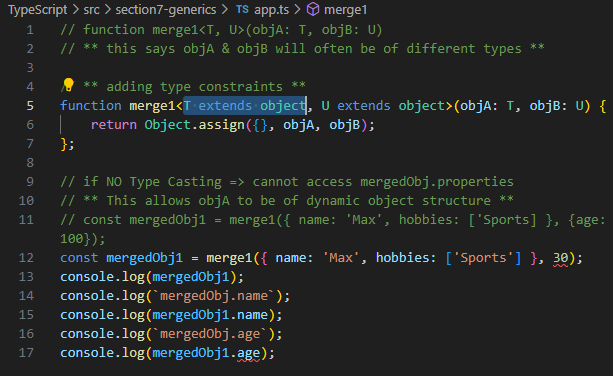 TypeScript > src > section7-generics > TS app.ts > merge1
1 // function merge1<T, U>(objA: T, objB: U)
2 // ** this says objA & objB will often be of different types **
3
4 ** adding type constraints **
5 function merge1<T extends object, U extends object>(objA: T, objB: U) {
6 return Object.assign({}, objA, objB);
7 };
8
9 // if NO Type Casting => cannot access mergedObj.properties
10 // ** This allows objA to be of dynamic object structure **
11 // const mergedObj1 = merge1({ name: 'Max', hobbies: ['Sports] }, {age:
100});
12 const mergedObj1 = merge1({ name: 'Max', hobbies: ['Sports'] }, 30);
13 console.log(mergedObj1);
14 console.log(`mergedObj.name`);
15 console.log(mergedObj1.name);
16 console.log(`mergedObj.age`);
17 console.log(mergedObj1.age);